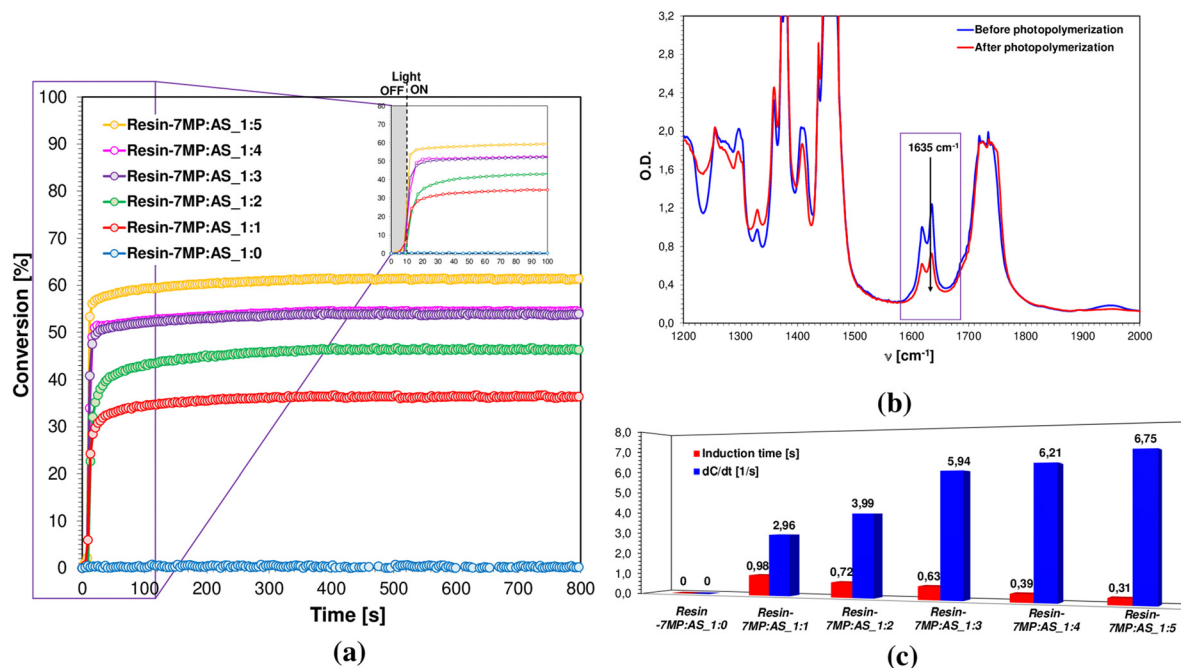 Light
OFF ON
80
70
60
50
40
30
20
10
0
0 10 20 30 40 50 60 70 80 90 100
100
90
80
70
60
50
40
30
20
10
0
Conversion [%]
Resin-7MP:AS_1:5
Resin-7MP:AS_1:4
Resin-7MP:AS_1:3
Resin-7MP:AS_1:2
Resin-7MP:AS_1:1
Resin-7MP:AS_1:0
0 100 200 300 400 500 600 700 800
Time [s]
(a)
3,2
2,8
2,4
2,0
1,6
1,2
0,8
0,4
0,0
O.D.
Before photopolymerization
After photopolymerization
1635 cm-1
1200 1300 1400 1500 1600 1700 1800 1900 2000
ν [cm-1]
(b)
8,0
7,0
6,0
5,0
4,0
3,0
2,0
1,0
0,0
Induction time [s]
dC/dt [1/s]
0 0
0,98 2,96
0,72 3,99
0,63 5,94
0,39 6,21
0,31 6,75
Resin
-7MP:AS_1:0
Resin-
7MP:AS_1:1
Resin-
7MP:AS_1:2
Resin-
7MP:AS_1:3
Resin-
7MP:AS_1:4
Resin-
7MP:AS_1:5
(c)